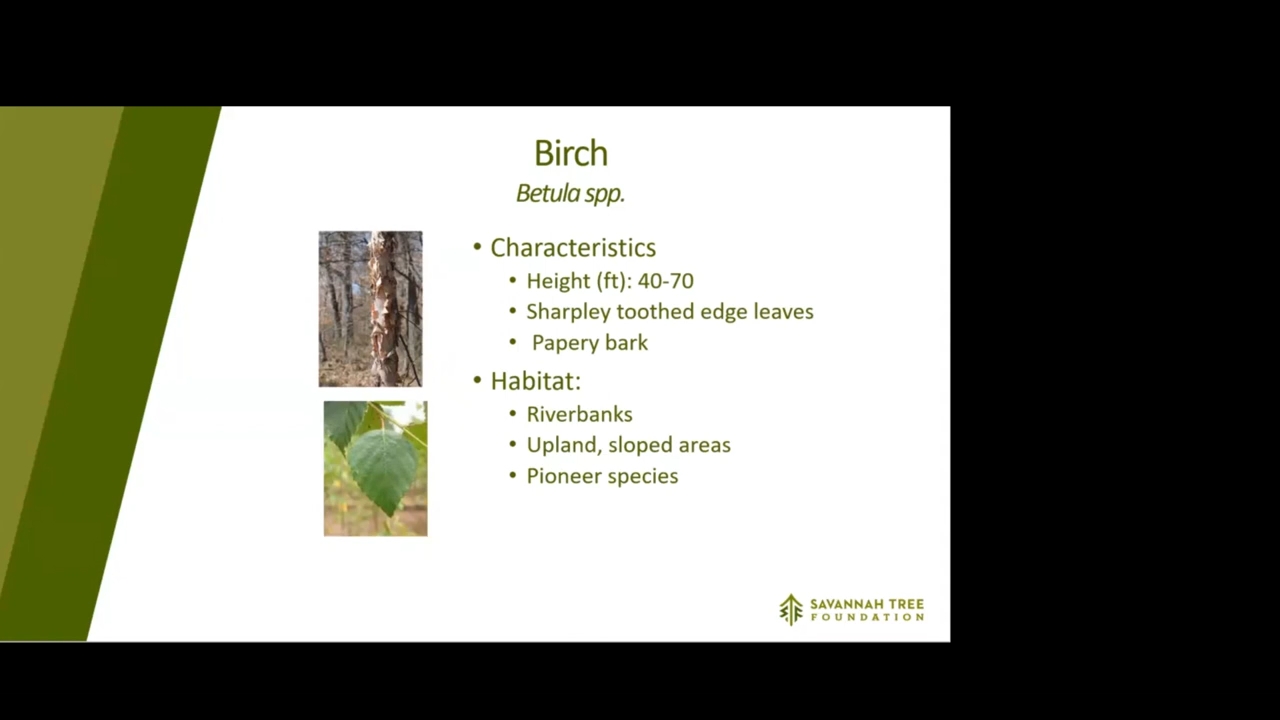 Birch
Betula spp.
• Characteristics
• Height (ft): 40-70
• Sharpley toothed edge leaves
• Papery bark
• Habitat:
• Riverbanks
• Upland, sloped areas
• Pioneer species
SAVANNAH TREE
FOUNDATION